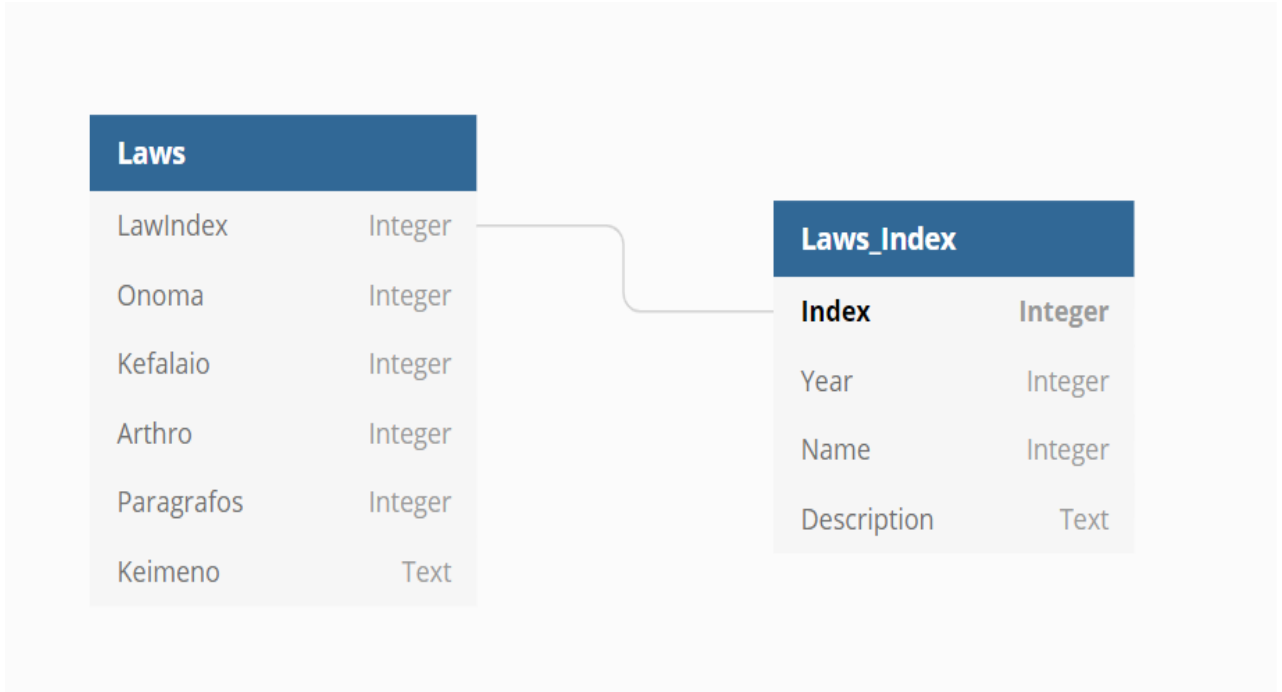 Laws
LawIndex Integer
Onoma Integer
Kefalaio Integer
Arthro Integer
Paragrafos Integer
Keimeno Text
Laws_Index
Index Integer
Year Integer
Name Integer
Description Text